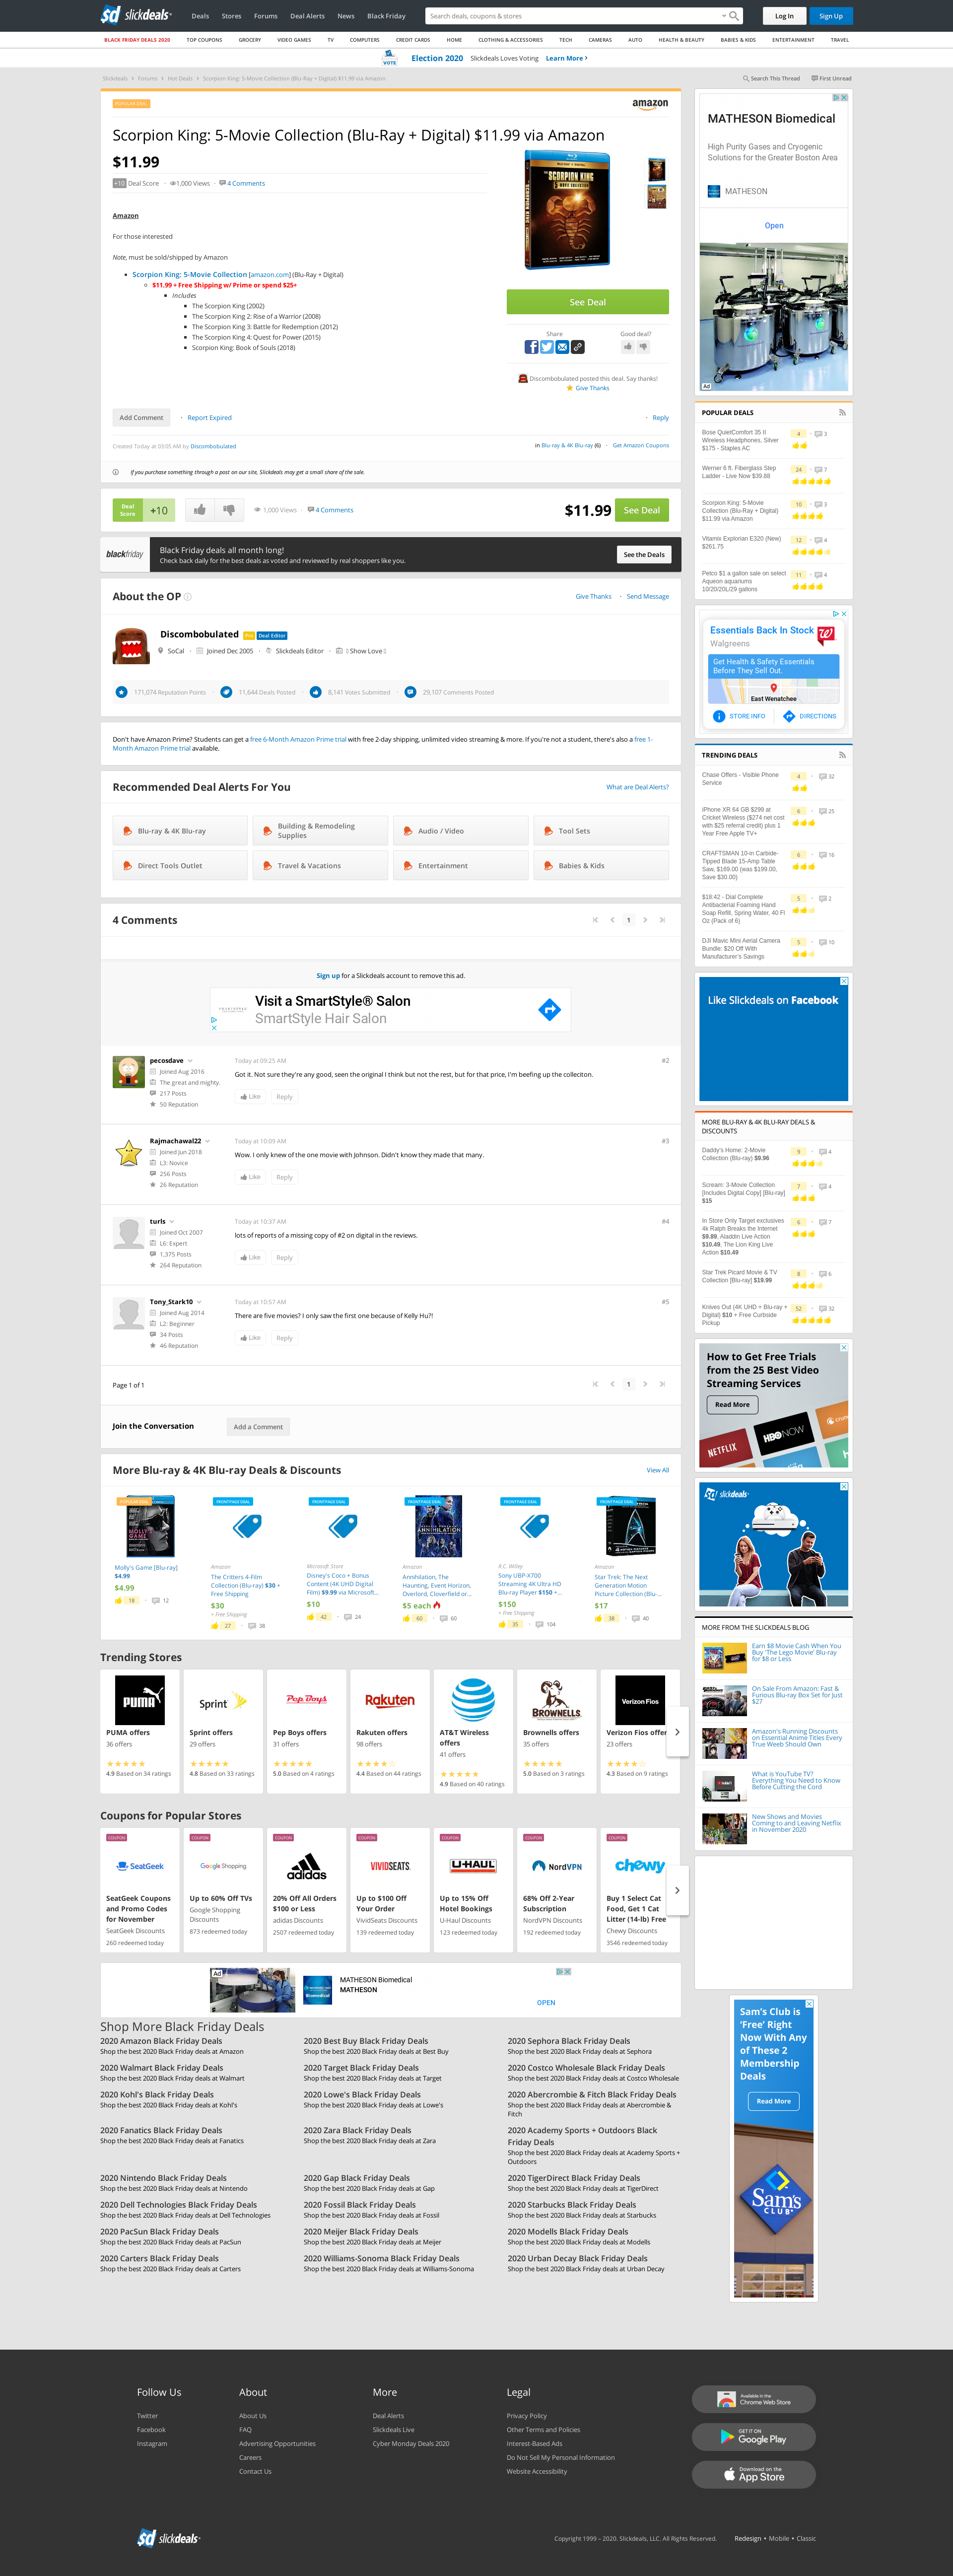 slickdeals
Deals
Stores
Forums
Deal Alerts
News
Black Friday
Search deals, coupons & stores
Log In
Sign Up
BLACK FRIDAY DEALS 2020
TOP COUPONS
GROCERY
VIDEO GAMES
TV
COMPUTERS
CREDIT CARDS
HOME
CLOTHING & ACCESSORIES
TECH
CAMERAS
AUTO
HEALTH & BEAUTY
BABIES & KIDS
ENTERTAINMENT
TRAVEL
VOTE
Election 2020
Slickdeals Loves Voting
Learn More
Slickdeals
Forums
Hot Deals
Scorpion King: 5-Movie Collection (Blu-Ray + Digital) $11.99 via Amazon
Search This Thread
First Unread
POPULAR DEAL
amazon
Scorpion King: 5-Movie Collection (Blu-Ray + Digital) $11.99 via Amazon
$11.99
+10 Deal Score
1,000 Views
4 Comments
Amazon
For those interested
Note, must be sold/shipped by Amazon
Scorpion King: 5-Movie Collection [amazon.com] (Blu-Ray + Digital)
$11.99 + Free Shipping w/ Prime or spend $25+
Includes
The Scorpion King (2002)
The Scorpion King 2: Rise of a Warrior (2008)
The Scorpion King 3: Battle for Redemption (2012)
The Scorpion King 4: Quest for Power (2015)
Scorpion King: Book of Souls (2018)
See Deal
Share
Good deal?
Discombobulated posted this deal. Say thanks!
Give Thanks
Add Comment
Report Expired
Reply
Created Today at 03:05 AM by Discombobulated
in Blu-ray & 4K Blu-ray (6)
Get Amazon Coupons
If you purchase something through a post on our site, Slickdeals may get a small share of the sale.
Deal Score
+10
1,000 Views
4 Comments
$11.99
See Deal
blackfriday
Black Friday deals all month long!
Check back daily for the best deals as voted and reviewed by real shoppers like you.
See the Deals
About the OP
Give Thanks
Send Message
Discombobulated
Pro
Deal Editor
SoCal
Joined Dec 2005
Slickdeals Editor
Show Love
171,074 Reputation Points
11,644 Deals Posted
8,141 Votes Submitted
29,107 Comments Posted
Don't have Amazon Prime? Students can get a free 6-Month Amazon Prime trial with free 2-day shipping, unlimited video streaming & more. If you're not a student, there's also a free 1-
Month Amazon Prime trial available.
Recommended Deal Alerts For You
What are Deal Alerts?
Blu-ray & 4K Blu-ray
Building & Remodeling Supplies
Audio / Video
Tool Sets
Direct Tools Outlet
Travel & Vacations
Entertainment
Babies & Kids
4 Comments
1
Sign up for a Slickdeals account to remove this ad.
Visit a SmartStyle® Salon
SmartStyle Hair Salon
pecosdave
Joined Aug 2016
The great and mighty.
217 Posts
50 Reputation
Today at 09:25 AM
#2
Got it. Not sure they're any good, seen the original I think but not the rest, but for that price, I'm beefing up the colleciton.
Like
Reply
Rajmachawal22
Joined Jun 2018
L3: Novice
256 Posts
26 Reputation
Today at 10:09 AM
#3
Wow. I only knew of the one movie with Johnson. Didn't know they made that many.
Like
Reply
turls
Joined Oct 2007
L6: Expert
1,375 Posts
264 Reputation
Today at 10:37 AM
#4
lots of reports of a missing copy of #2 on digital in the reviews.
Like
Reply
Tony_Stark10
Joined Aug 2014
L2: Beginner
34 Posts
46 Reputation
Today at 10:57 AM
#5
There are five movies? I only saw the first one because of Kelly Hu?!
Like
Reply
Page 1 of 1
1
Join the Conversation
Add a Comment
More Blu-ray & 4K Blu-ray Deals & Discounts
View All
POPULAR DEAL
Molly's Game [Blu-ray] $4.99
$4.99
18
12
FRONTPAGE DEAL
Amazon
The Critters 4-Film Collection (Blu-ray) $30 + Free Shipping
$30
+ Free Shipping
27
38
FRONTPAGE DEAL
Microsoft Store
Disney's Coco + Bonus Content (4K UHD Digital Film) $9.99 via Microsoft...
$10
42
24
FRONTPAGE DEAL
Amazon
Annihilation, The Haunting, Event Horizon, Overlord, Cloverfield or...
$5 each
60
60
FRONTPAGE DEAL
R.C. Willey
Sony UBP-X700 Streaming 4K Ultra HD Blu-ray Player $150 +...
$150
+ Free Shipping
35
104
FRONTPAGE DEAL
Amazon
Star Trek: The Next Generation Motion Picture Collection (Blu-...
$17
38
40
Trending Stores
PUMA offers
36 offers
4.9 Based on 34 ratings
Sprint offers
29 offers
4.8 Based on 33 ratings
Pep Boys offers
31 offers
5.0 Based on 4 ratings
Rakuten offers
98 offers
4.4 Based on 44 ratings
AT&T Wireless offers
41 offers
4.9 Based on 40 ratings
Brownells offers
35 offers
5.0 Based on 3 ratings
Verizon Fios offers
23 offers
4.3 Based on 9 ratings
Coupons for Popular Stores
COUPON
SeatGeek
SeatGeek Coupons and Promo Codes for November
SeatGeek Discounts
260 redeemed today
COUPON
Google Shopping
Up to 60% Off TVs
Google Shopping Discounts
873 redeemed today
COUPON
adidas
20% Off All Orders $100 or Less
adidas Discounts
2507 redeemed today
COUPON
VIVIDSEATS
Up to $100 Off Your Order
VividSeats Discounts
139 redeemed today
COUPON
U-HAUL
Up to 15% Off Hotel Bookings
U-Haul Discounts
123 redeemed today
COUPON
NordVPN
68% Off 2-Year Subscription
NordVPN Discounts
192 redeemed today
COUPON
chewy
Buy 1 Select Cat Food, Get 1 Cat Litter (14-lb) Free
Chewy Discounts
3546 redeemed today
Ad
MATHESON Biomedical
MATHESON
OPEN
Shop More Black Friday Deals
2020 Amazon Black Friday Deals
Shop the best 2020 Black Friday deals at Amazon
2020 Best Buy Black Friday Deals
Shop the best 2020 Black Friday deals at Best Buy
2020 Sephora Black Friday Deals
Shop the best 2020 Black Friday deals at Sephora
2020 Walmart Black Friday Deals
Shop the best 2020 Black Friday deals at Walmart
2020 Target Black Friday Deals
Shop the best 2020 Black Friday deals at Target
2020 Costco Wholesale Black Friday Deals
Shop the best 2020 Black Friday deals at Costco Wholesale
2020 Kohl's Black Friday Deals
Shop the best 2020 Black Friday deals at Kohl's
2020 Lowe's Black Friday Deals
Shop the best 2020 Black Friday deals at Lowe's
2020 Abercrombie & Fitch Black Friday Deals
Shop the best 2020 Black Friday deals at Abercrombie & Fitch
2020 Fanatics Black Friday Deals
Shop the best 2020 Black Friday deals at Fanatics
2020 Zara Black Friday Deals
Shop the best 2020 Black Friday deals at Zara
2020 Academy Sports + Outdoors Black Friday Deals
Shop the best 2020 Black Friday deals at Academy Sports + Outdoors
2020 Nintendo Black Friday Deals
Shop the best 2020 Black Friday deals at Nintendo
2020 Gap Black Friday Deals
Shop the best 2020 Black Friday deals at Gap
2020 TigerDirect Black Friday Deals
Shop the best 2020 Black Friday deals at TigerDirect
2020 Dell Technologies Black Friday Deals
Shop the best 2020 Black Friday deals at Dell Technologies
2020 Fossil Black Friday Deals
Shop the best 2020 Black Friday deals at Fossil
2020 Starbucks Black Friday Deals
Shop the best 2020 Black Friday deals at Starbucks
2020 PacSun Black Friday Deals
Shop the best 2020 Black Friday deals at PacSun
2020 Meijer Black Friday Deals
Shop the best 2020 Black Friday deals at Meijer
2020 Modells Black Friday Deals
Shop the best 2020 Black Friday deals at Modells
2020 Carters Black Friday Deals
Shop the best 2020 Black Friday deals at Carters
2020 Williams-Sonoma Black Friday Deals
Shop the best 2020 Black Friday deals at Williams-Sonoma
2020 Urban Decay Black Friday Deals
Shop the best 2020 Black Friday deals at Urban Decay
MATHESON Biomedical
High Purity Gases and Cryogenic Solutions for the Greater Boston Area
MATHESON
Open
Ad
POPULAR DEALS
Bose QuietComfort 35 II Wireless Headphones, Silver $175 - Staples AC
4
3
Werner 6 ft. Fiberglass Step Ladder - Live Now $39.88
24
7
Scorpion King: 5-Movie Collection (Blu-Ray + Digital) $11.99 via Amazon
10
3
Vitamix Explorian E320 (New) $261.75
12
4
Petco $1 a gallon sale on select Aqueon aquariums 10/20/20L/29 gallons
11
4
Essentials Back In Stock
Walgreens
Get Health & Safety Essentials Before They Sell Out.
East Wenatchee
STORE INFO
DIRECTIONS
TRENDING DEALS
Chase Offers - Visible Phone Service
4
32
iPhone XR 64 GB $299 at Cricket Wireless ($274 net cost with $25 referral credit) plus 1 Year Free Apple TV+
6
25
CRAFTSMAN 10-in Carbide-Tipped Blade 15-Amp Table Saw, $169.00 (was $199.00, Save $30.00)
6
16
$18.42 - Dial Complete Antibacterial Foaming Hand Soap Refill, Spring Water, 40 Fl Oz (Pack of 6)
5
2
DJI Mavic Mini Aerial Camera Bundle: $20 Off With Manufacturer's Savings
5
10
Like Slickdeals on Facebook
MORE BLU-RAY & 4K BLU-RAY DEALS & DISCOUNTS
Daddy's Home: 2-Movie Collection (Blu-ray) $9.96
9
4
Scream: 3-Movie Collection [Includes Digital Copy] [Blu-ray] $15
7
4
In Store Only Target exclusives 4k Ralph Breaks the Internet $9.89, Aladdin Live Action $10.49, The Lion King Live Action $10.49
6
7
Star Trek Picard Movie & TV Collection [Blu-ray] $19.99
8
6
Knives Out (4K UHD + Blu-ray + Digital) $10 + Free Curbside Pickup
52
32
How to Get Free Trials from the 25 Best Video Streaming Services
Read More
NETFLIX
HBO NOW
slickdeals
MORE FROM THE SLICKDEALS BLOG
Earn $8 Movie Cash When You Buy 'The Lego Movie' Blu-ray for $8 or Less
On Sale From Amazon: Fast & Furious Blu-ray Box Set for Just $27
Amazon's Running Discounts on Essential Anime Titles Every True Weeb Should Own
What is YouTube TV? Everything You Need to Know Before Cutting the Cord
New Shows and Movies Coming to and Leaving Netflix in November 2020
Sam's Club is 'Free' Right Now With Any of These 2 Membership Deals
Read More
Sam's CLUB
Follow Us
Twitter
Facebook
Instagram
About
About Us
FAQ
Advertising Opportunities
Careers
Contact Us
More
Deal Alerts
Slickdeals Live
Cyber Monday Deals 2020
Legal
Privacy Policy
Other Terms and Policies
Interest-Based Ads
Do Not Sell My Personal Information
Website Accessibility
Available in the Chrome Web Store
GET IT ON Google Play
Download on the App Store
slickdeals
Copyright 1999 – 2020. Slickdeals, LLC. All Rights Reserved.
Redesign • Mobile • Classic